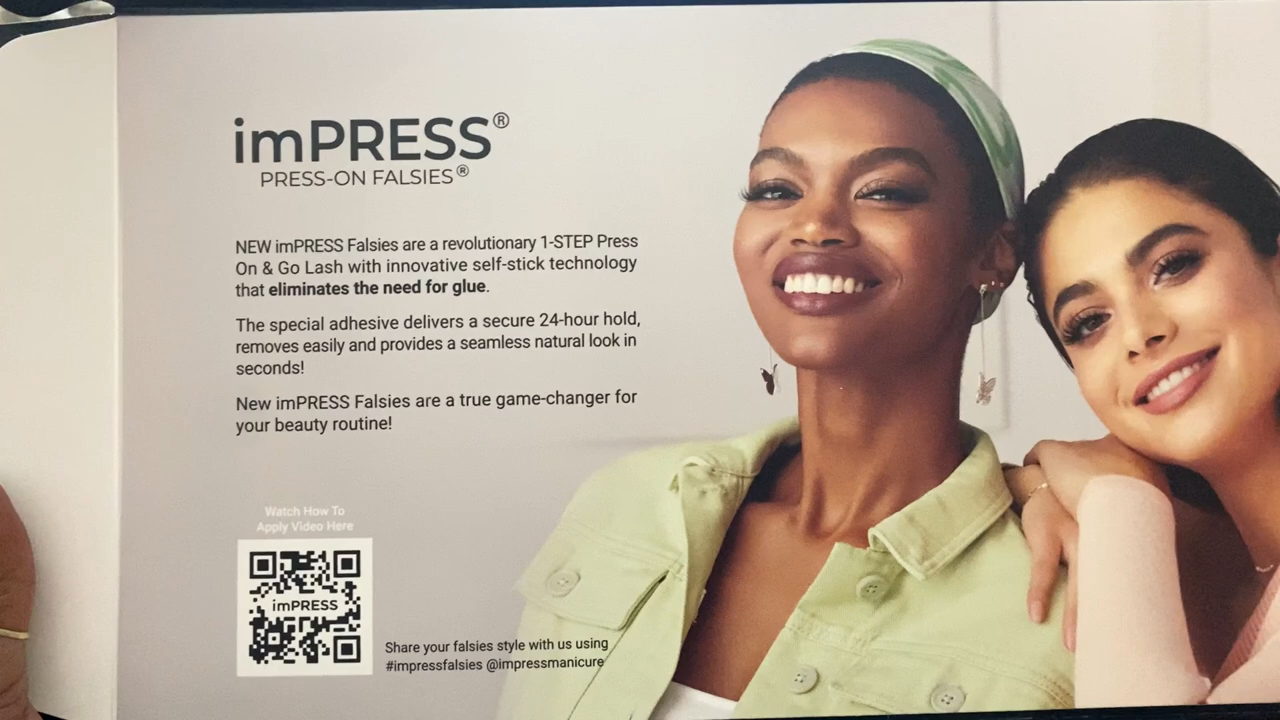 imPRESS®
PRESS-ON FALSIES®
NEW imPRESS Falsies are a revolutionary 1-STEP Press
On & Go Lash with innovative self-stick technology
that eliminates the need for glue.
The special adhesive delivers a secure 24-hour hold,
removes easily and provides a seamless natural look in
seconds!
New imPRESS Falsies are a true game-changer for
your beauty routine!
Watch How To
Apply Video Here
imPRESS
Share your falsies style with us using
#impressfalsies @impressmanicure